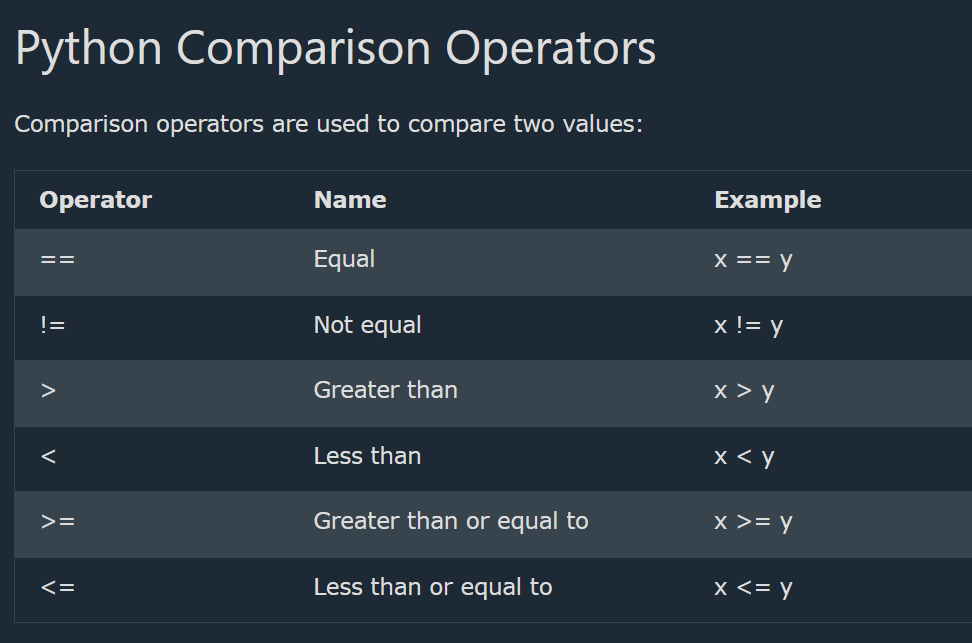 Python Comparison Operators
Comparison operators are used to compare two values:
Operator Name Example
== Equal x == y
!= Not equal x != y
> Greater than x > y
< Less than x < y
>= Greater than or equal to x >= y
<= Less than or equal to x <= y